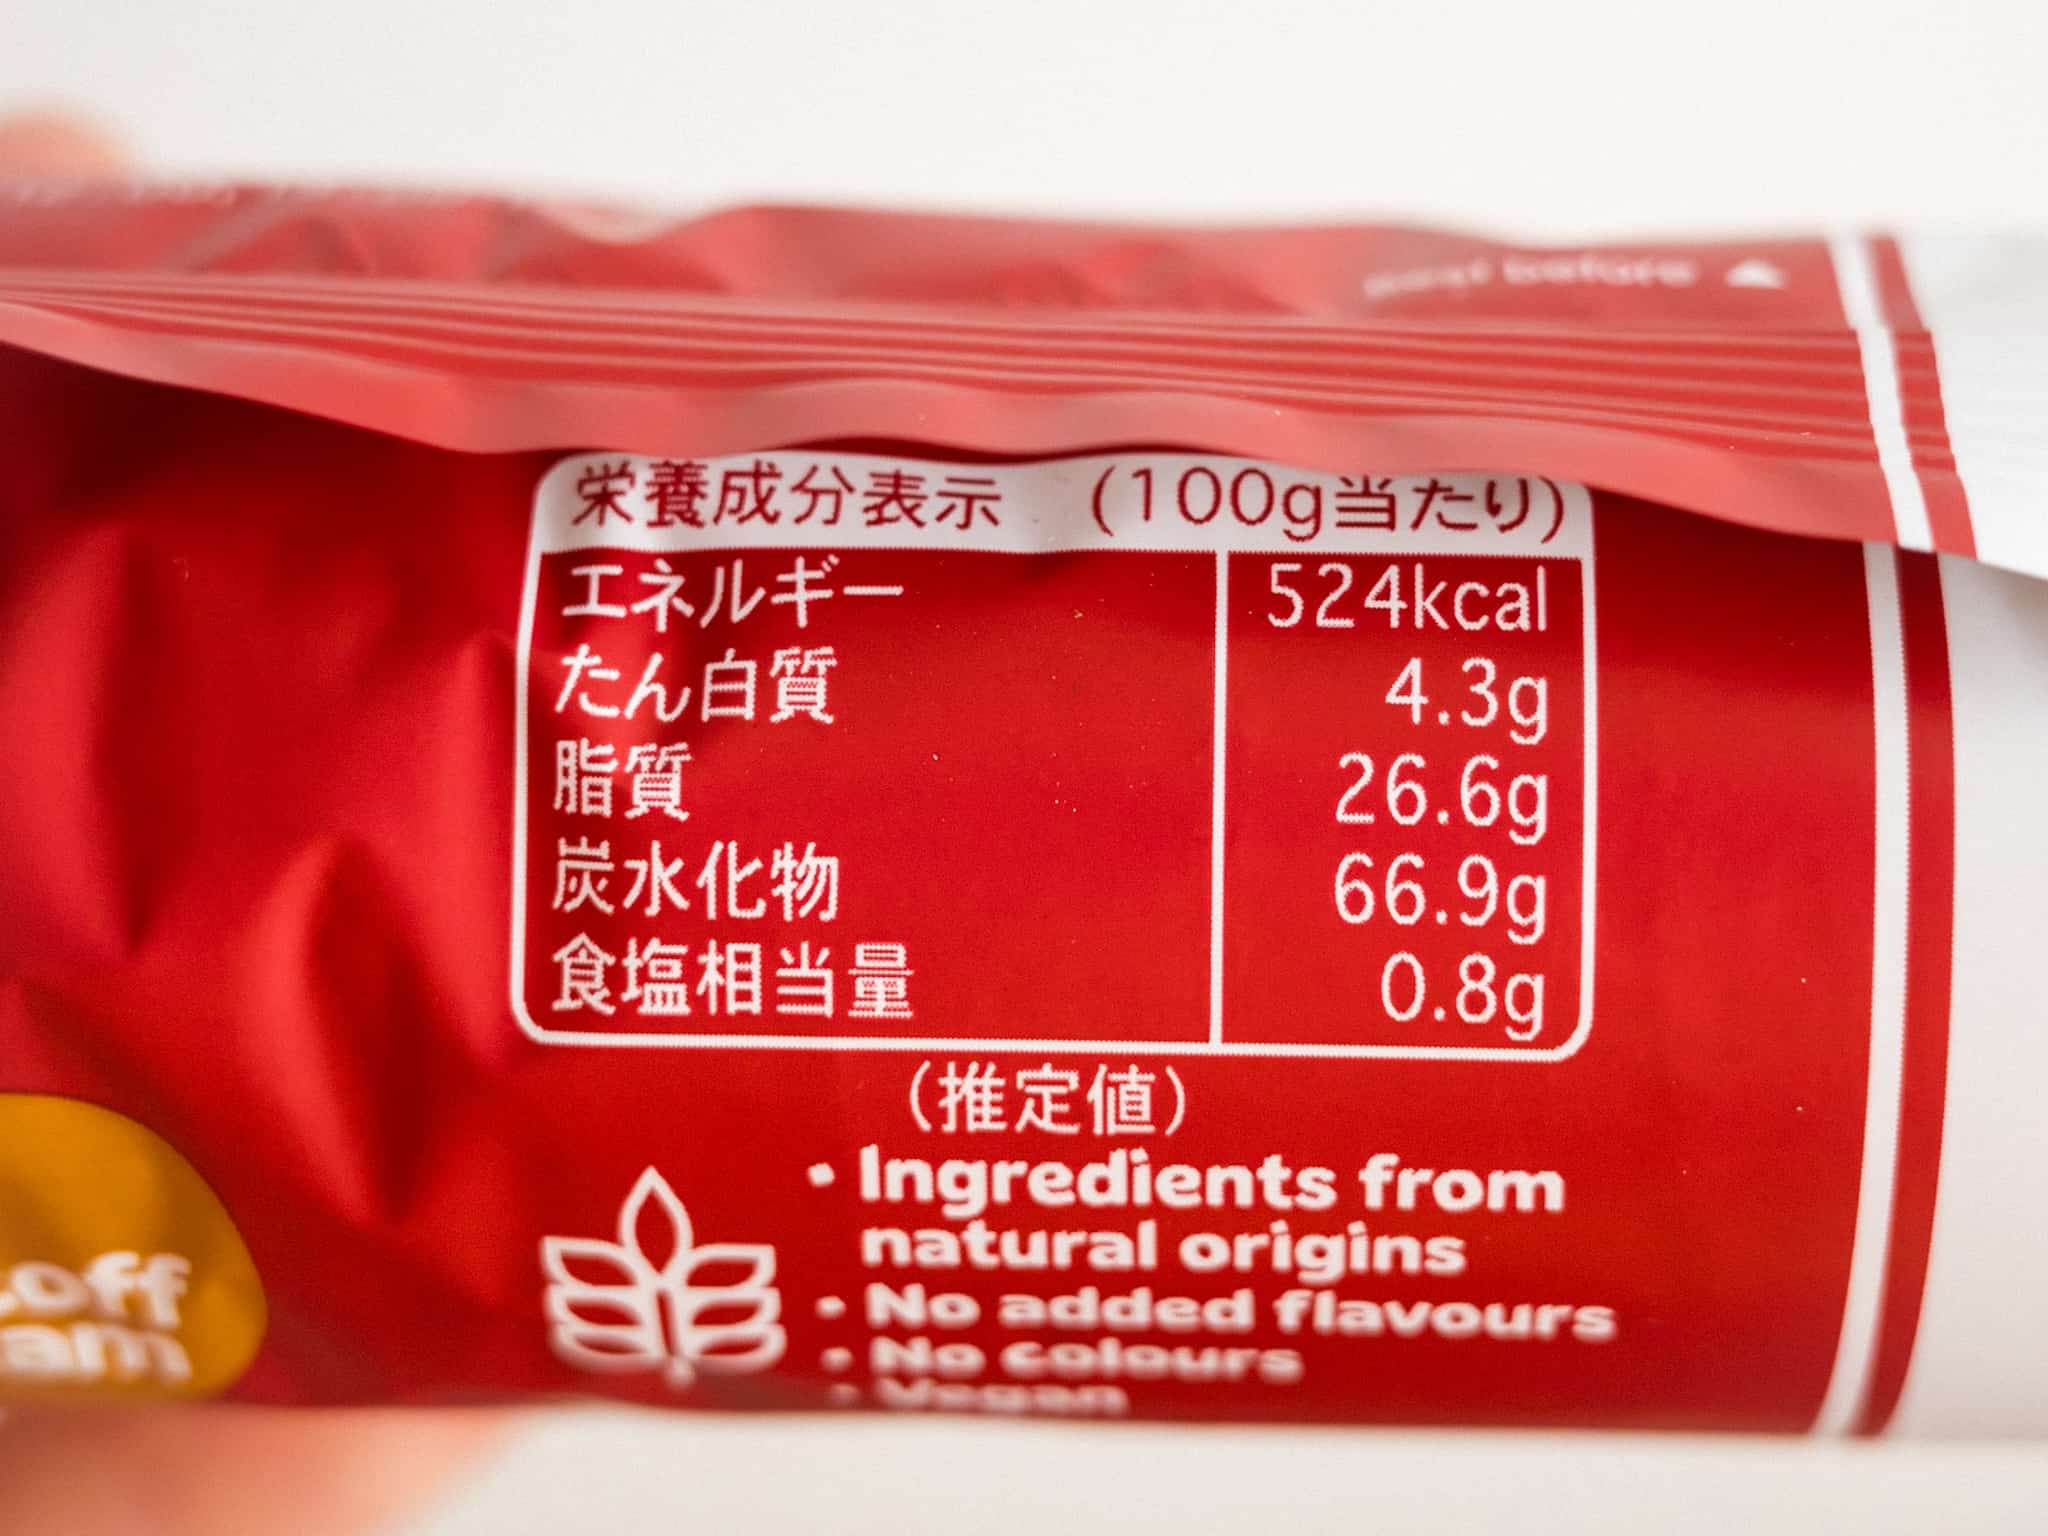 before ▲
栄養成分表示 (100g当たり)
エネルギー 524kcal
たん白質 4.3g
脂質 26.6g
炭水化物 66.9g
食塩相当量 0.8g
(推定値)
• Ingredients from
natural origins
• No added flavours
• No colours
• Vegan